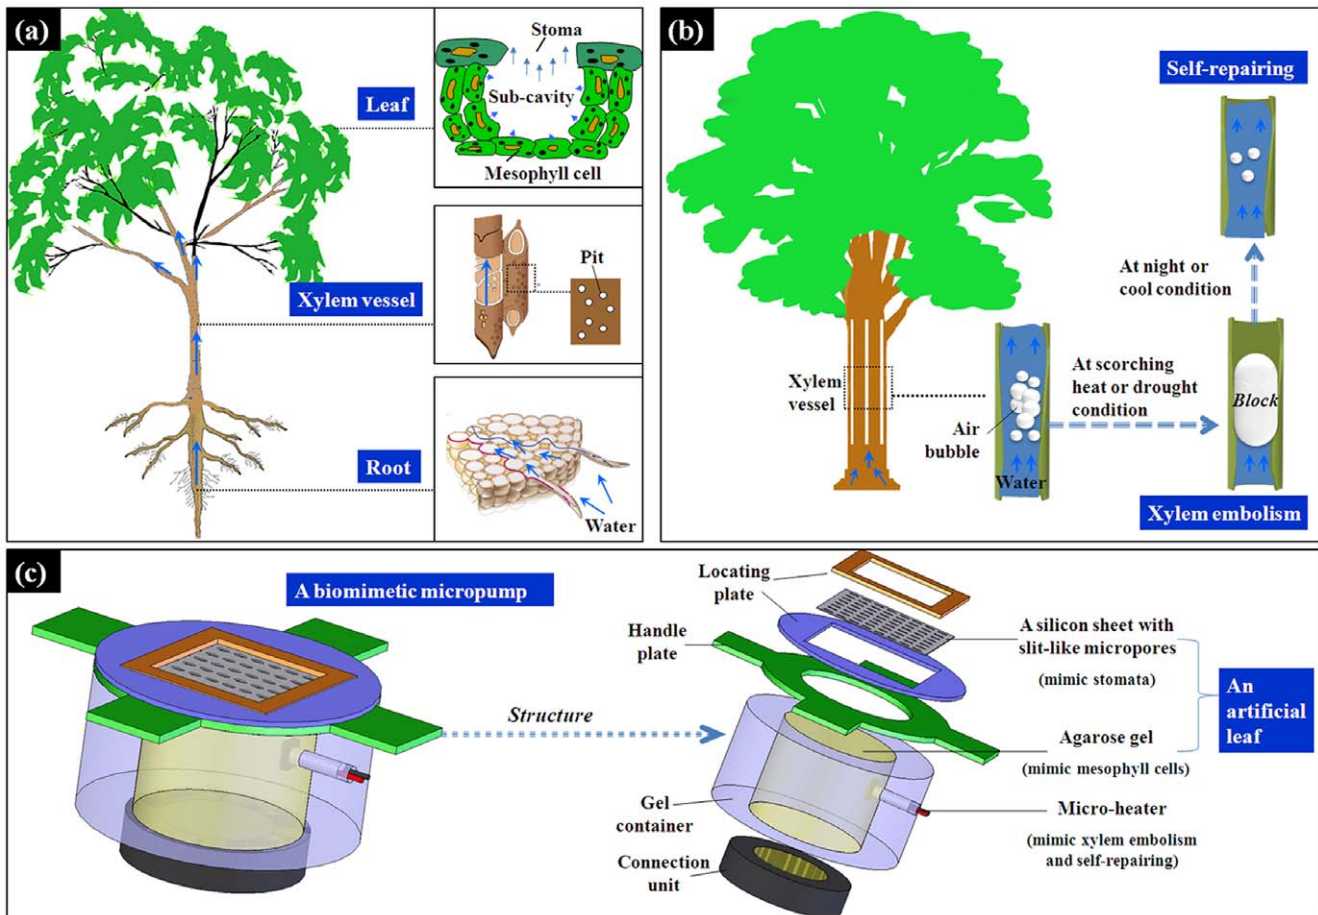 (a)
Stoma
Leaf
Sub-cavity
Mesophyll cell
Xylem vessel
Pit
Root
Water
(b)
Self-repairing
At night or
cool condition
Xylem
vessel
At scorching
heat or drought
condition
Block
Air
bubble
Water
Xylem embolism
(c)
A biomimetic micropump
Structure
Locating
plate
Handle
plate
A silicon sheet with
slit-like micropores
(mimic stomata)
An
artificial
leaf
Agarose gel
(mimic mesophyll cells)
Gel
container
Micro-heater
(mimic xylem embolism
and self-repairing)
Connection
unit